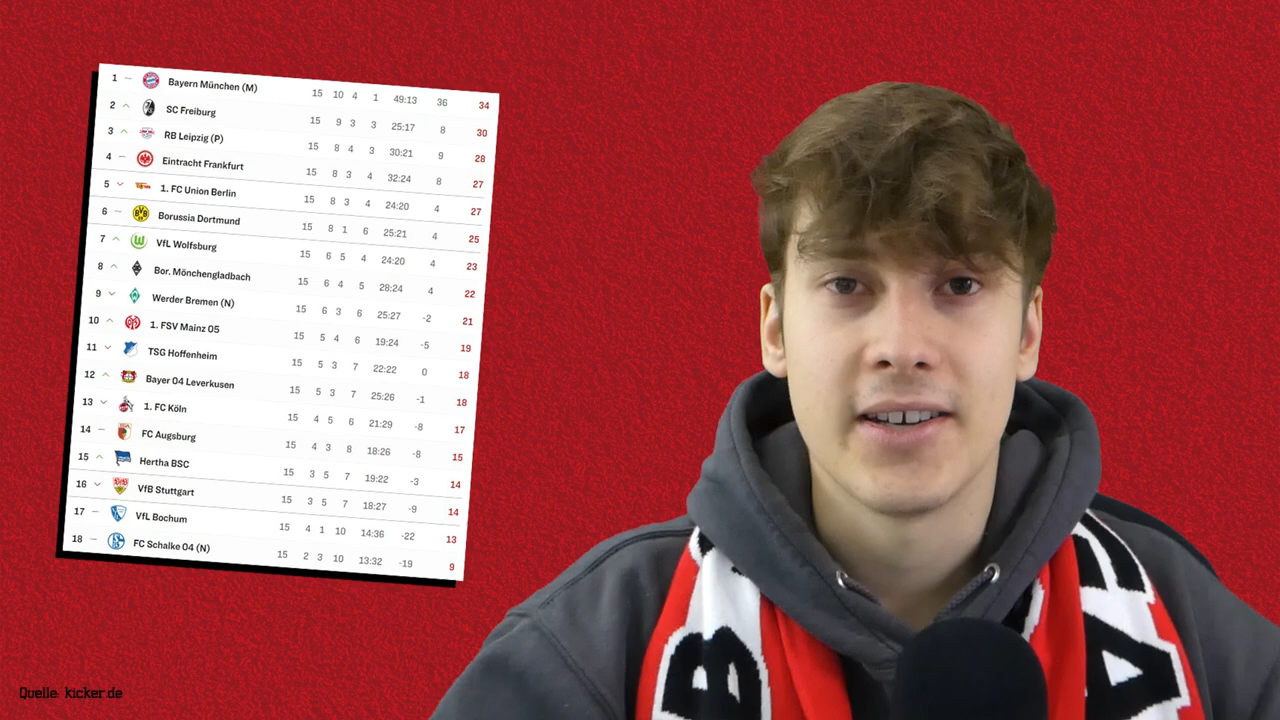 1 – Bayern München (M) 15 10 4 1 49:13 36 34
2 SC Freiburg 15 9 3 3 25:17 8 30
3 RB Leipzig (P) 15 8 4 3 30:21 9 28
4 – Eintracht Frankfurt 15 8 3 4 32:24 8 27
5 1. FC Union Berlin 15 8 3 4 24:20 4 27
6 – Borussia Dortmund 15 8 1 6 25:21 4 25
7 VfL Wolfsburg 15 6 5 4 24:20 4 23
8 Bor. Mönchengladbach 15 6 4 5 28:24 4 22
9 Werder Bremen (N) 15 6 3 6 25:27 -2 21
10 1. FSV Mainz 05 15 5 4 6 19:24 -5 19
11 TSG Hoffenheim 15 5 3 7 22:22 0 18
12 Bayer 04 Leverkusen 15 5 3 7 25:26 -1 18
13 1. FC Köln 15 4 5 6 21:29 -8 17
14 – FC Augsburg 15 4 3 8 18:26 -8 15
15 Hertha BSC 15 3 5 7 19:22 -3 14
16 VfB Stuttgart 15 3 5 7 18:27 -9 14
17 – VfL Bochum 15 4 1 10 14:36 -22 13
18 – FC Schalke 04 (N) 15 2 3 10 13:32 -19 9
Quelle: kicker.de